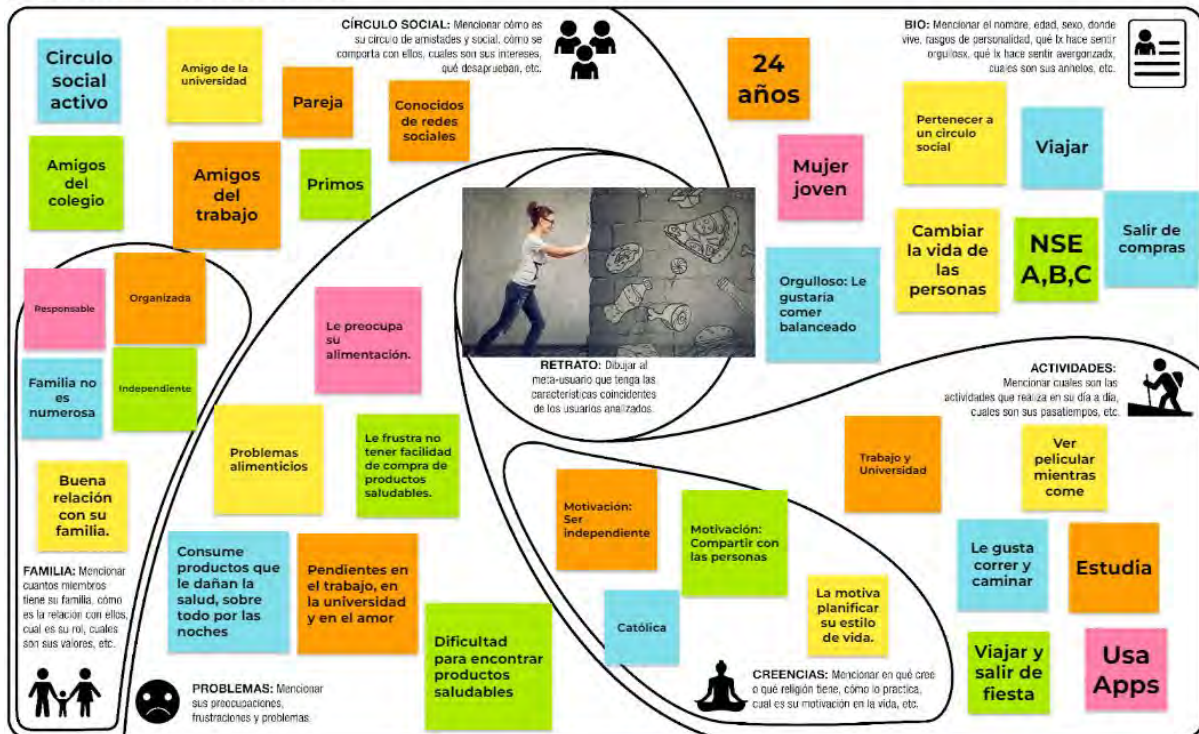 CÍRCULO SOCIAL: Mencionar cómo es
su círculo de amistades y social, cómo se
comporta con ellos, cuales son sus intereses,
qué desaprueban, etc.
Circulo
social
activo
Amigo de la
universidad
Pareja
Conocidos
de redes
sociales
Amigos
del
colegio
Amigos
del
trabajo
Primos
BIO: Mencionar el nombre, edad, sexo, donde
vive, rasgos de personalidad, qué lx hace sentir
orgullosx, qué lx hace sentir avergonzadx,
cuales son sus anhelos, etc.
24
años
Mujer
joven
Pertenecer a
un circulo
social
Viajar
Cambiar
la vida de
las
personas
NSE
A,B,C
Salir de
compras
Orgulloso: Le
gustaría
comer
balanceado
RETRATO: Dibujar al
meta-usuario que tenga las
características coincidentes
de los usuarios analizados.
Responsable
Organizada
Familia no
es
numerosa
Independiente
Buena
relación
con su
familia.
FAMILIA: Mencionar
cuantos miembros
tiene su familia, cómo
es la relación con ellos,
cual es su rol, cuales
son sus valores, etc.
Le preocupa
su
alimentación.
Problemas
alimenticios
Le frustra no
tener facilidad
de compra de
productos
saludables.
Consume
productos que
le dañan la
salud, sobre
todo por las
noches
Pendientes
en el trabajo, en
la universidad
y en el amor
Dificultad
para encontrar
productos
saludables
PROBLEMAS: Mencionar
sus preocupaciones,
frustraciones y problemas.
Motivación:
Ser
independiente
Motivación:
Compartir con
las personas
Católica
La motiva
planificar
su estilo
de vida.
CREENCIAS: Mencionar en qué cree
o qué religión tiene, cómo lo practica,
cual es su motivación en la vida, etc.
ACTIVIDADES:
Mencionar cuales son las
actividades que realiza en su día a día,
cuales son sus pasatiempos, etc.
Trabajo y
Universidad
Ver
pelicular
mientras
come
Le gusta
correr y
caminar
Estudia
Viajar y
salir de
fiesta
Usa
Apps